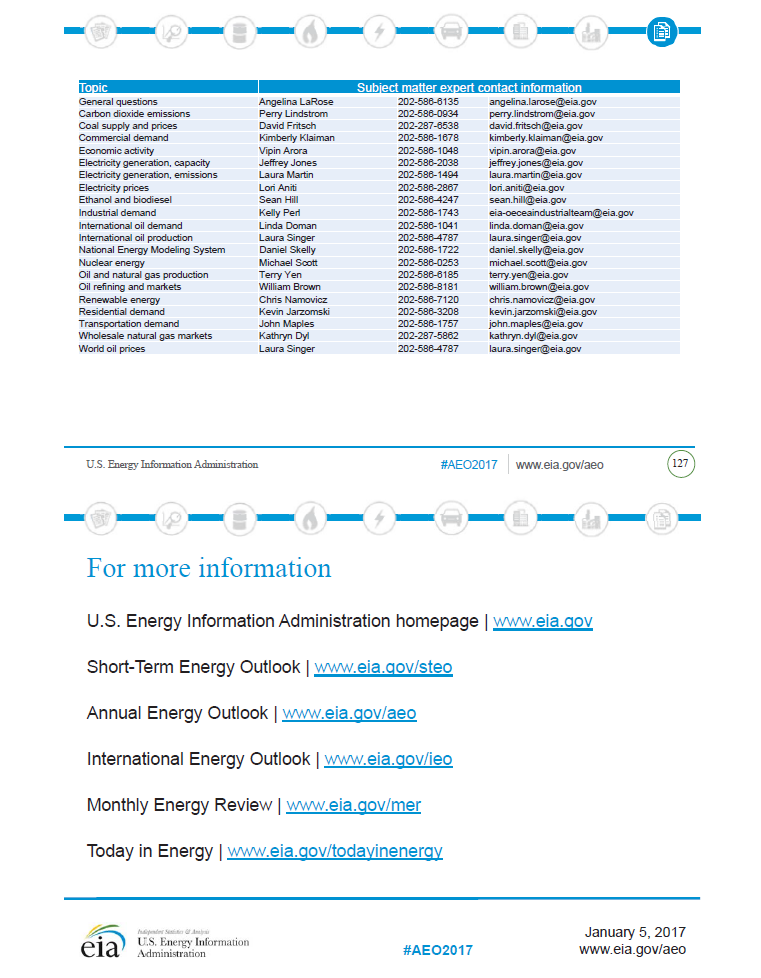 Topic Subject matter expert contact information
General questions Angelina LaRose 202-586-6135 angelina.larose@eia.gov
Carbon dioxide emissions Perry Lindstrom 202-586-0934 perry.lindstrom@eia.gov
Coal supply and prices David Fritsch 202-287-6538 david.fritsch@eia.gov
Commercial demand Kimberly Klaiman 202-586-1678 kimberly.klaiman@eia.gov
Economic activity Vipin Arora 202-586-1048 vipin.arora@eia.gov
Electricity generation, capacity Jeffrey Jones 202-586-2038 jeffrey.jones@eia.gov
Electricity generation, emissions Laura Martin 202-586-1494 laura.martin@eia.gov
Electricity prices Lori Aniti 202-586-2867 lori.aniti@eia.gov
Ethanol and biodiesel Sean Hill 202-586-4247 sean.hill@eia.gov
Industrial demand Kelly Perl 202-586-1743 eia-oeceaindustrialteam@eia.gov
International oil demand Linda Doman 202-586-1041 linda.doman@eia.gov
International oil production Laura Singer 202-586-4787 laura.singer@eia.gov
National Energy Modeling System Daniel Skelly 202-586-1722 daniel.skelly@eia.gov
Nuclear energy Michael Scott 202-586-0253 michael.scott@eia.gov
Oil and natural gas production Terry Yen 202-586-6185 terry.yen@eia.gov
Oil refining and markets William Brown 202-586-8181 william.brown@eia.gov
Renewable energy Chris Namovicz 202-586-7120 chris.namovicz@eia.gov
Residential demand Kevin Jarzomski 202-586-3208 kevin.jarzomski@eia.gov
Transportation demand John Maples 202-586-1757 john.maples@eia.gov
Wholesale natural gas markets Kathryn Dyl 202-287-5862 kathryn.dyl@eia.gov
World oil prices Laura Singer 202-586-4787 laura.singer@eia.gov
U.S. Energy Information Administration #AEO2017 www.eia.gov/aeo 127
For more information
U.S. Energy Information Administration homepage | www.eia.gov
Short-Term Energy Outlook | www.eia.gov/steo
Annual Energy Outlook | www.eia.gov/aeo
International Energy Outlook | www.eia.gov/ieo
Monthly Energy Review | www.eia.gov/mer
Today in Energy | www.eia.gov/todayinenergy
eia
Independent Statistics & Analysis
U.S. Energy Information
Administration
#AEO2017
January 5, 2017
www.eia.gov/aeo